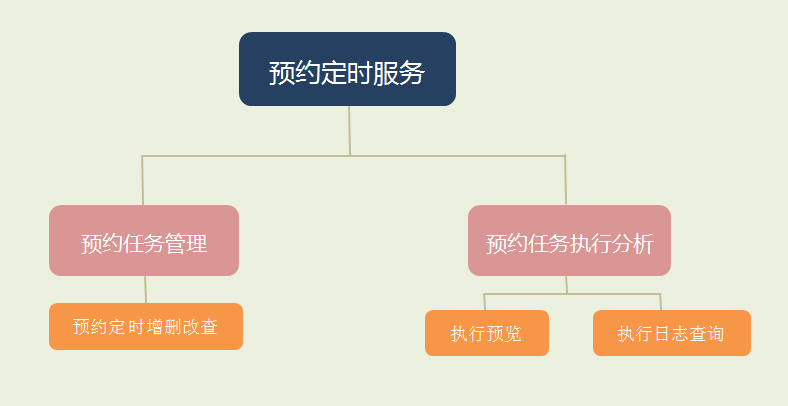 预约定时服务
预约任务管理
预约任务执行分析
预约定时增删改查
执行预览
执行日志查询